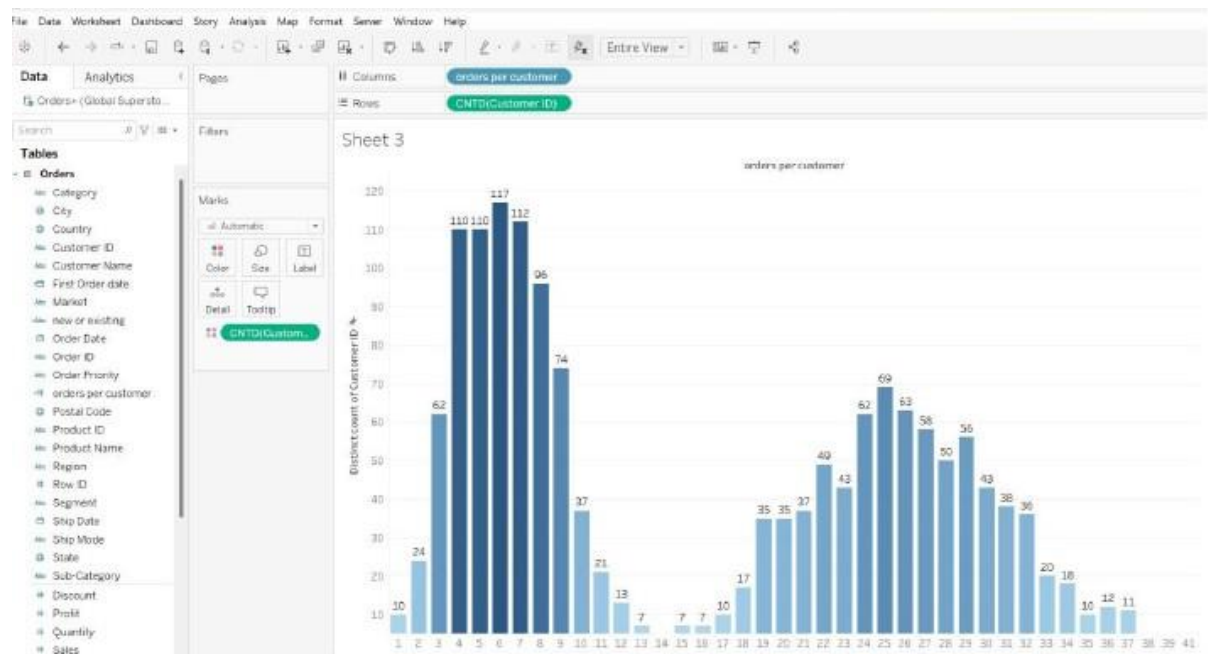 File Data Worksheet Dashboard Story Analysis Map Format Server Window Help
Entire View
Data Analytics
Orders+ (Global Supersto...
Search
Tables
Orders
Category
City
Country
Customer ID
Customer Name
First Order date
Market
new or existing
Order Date
Order ID
Order Priority
orders per customer
Postal Code
Product ID
Product Name
Region
Row ID
Segment
Ship Date
Ship Mode
State
Sub-Category
Discount
Profit
Quantity
Sales
Pages
Filters
Marks
Automatic
Color Size Label
Detail Tooltip
CNTD(Custom..
Columns orders per customer
Rows CNTD(Customer ID)
Sheet 3
orders per customer
Distinct count of Customer ID
120
110
100
90
80
70
60
50
40
30
20
10
10 24 62 110 110 117 112 96 74 37 21 13 7 7 7 10 17 35 35 37 49 43 62 69 63 58 50 56 43 38 36 20 18 10 12 11
1 2 3 4 5 6 7 8 9 10 11 12 13 14 15 16 17 18 19 20 21 22 23 24 25 26 27 28 29 30 31 32 33 34 35 36 37 38 39 41